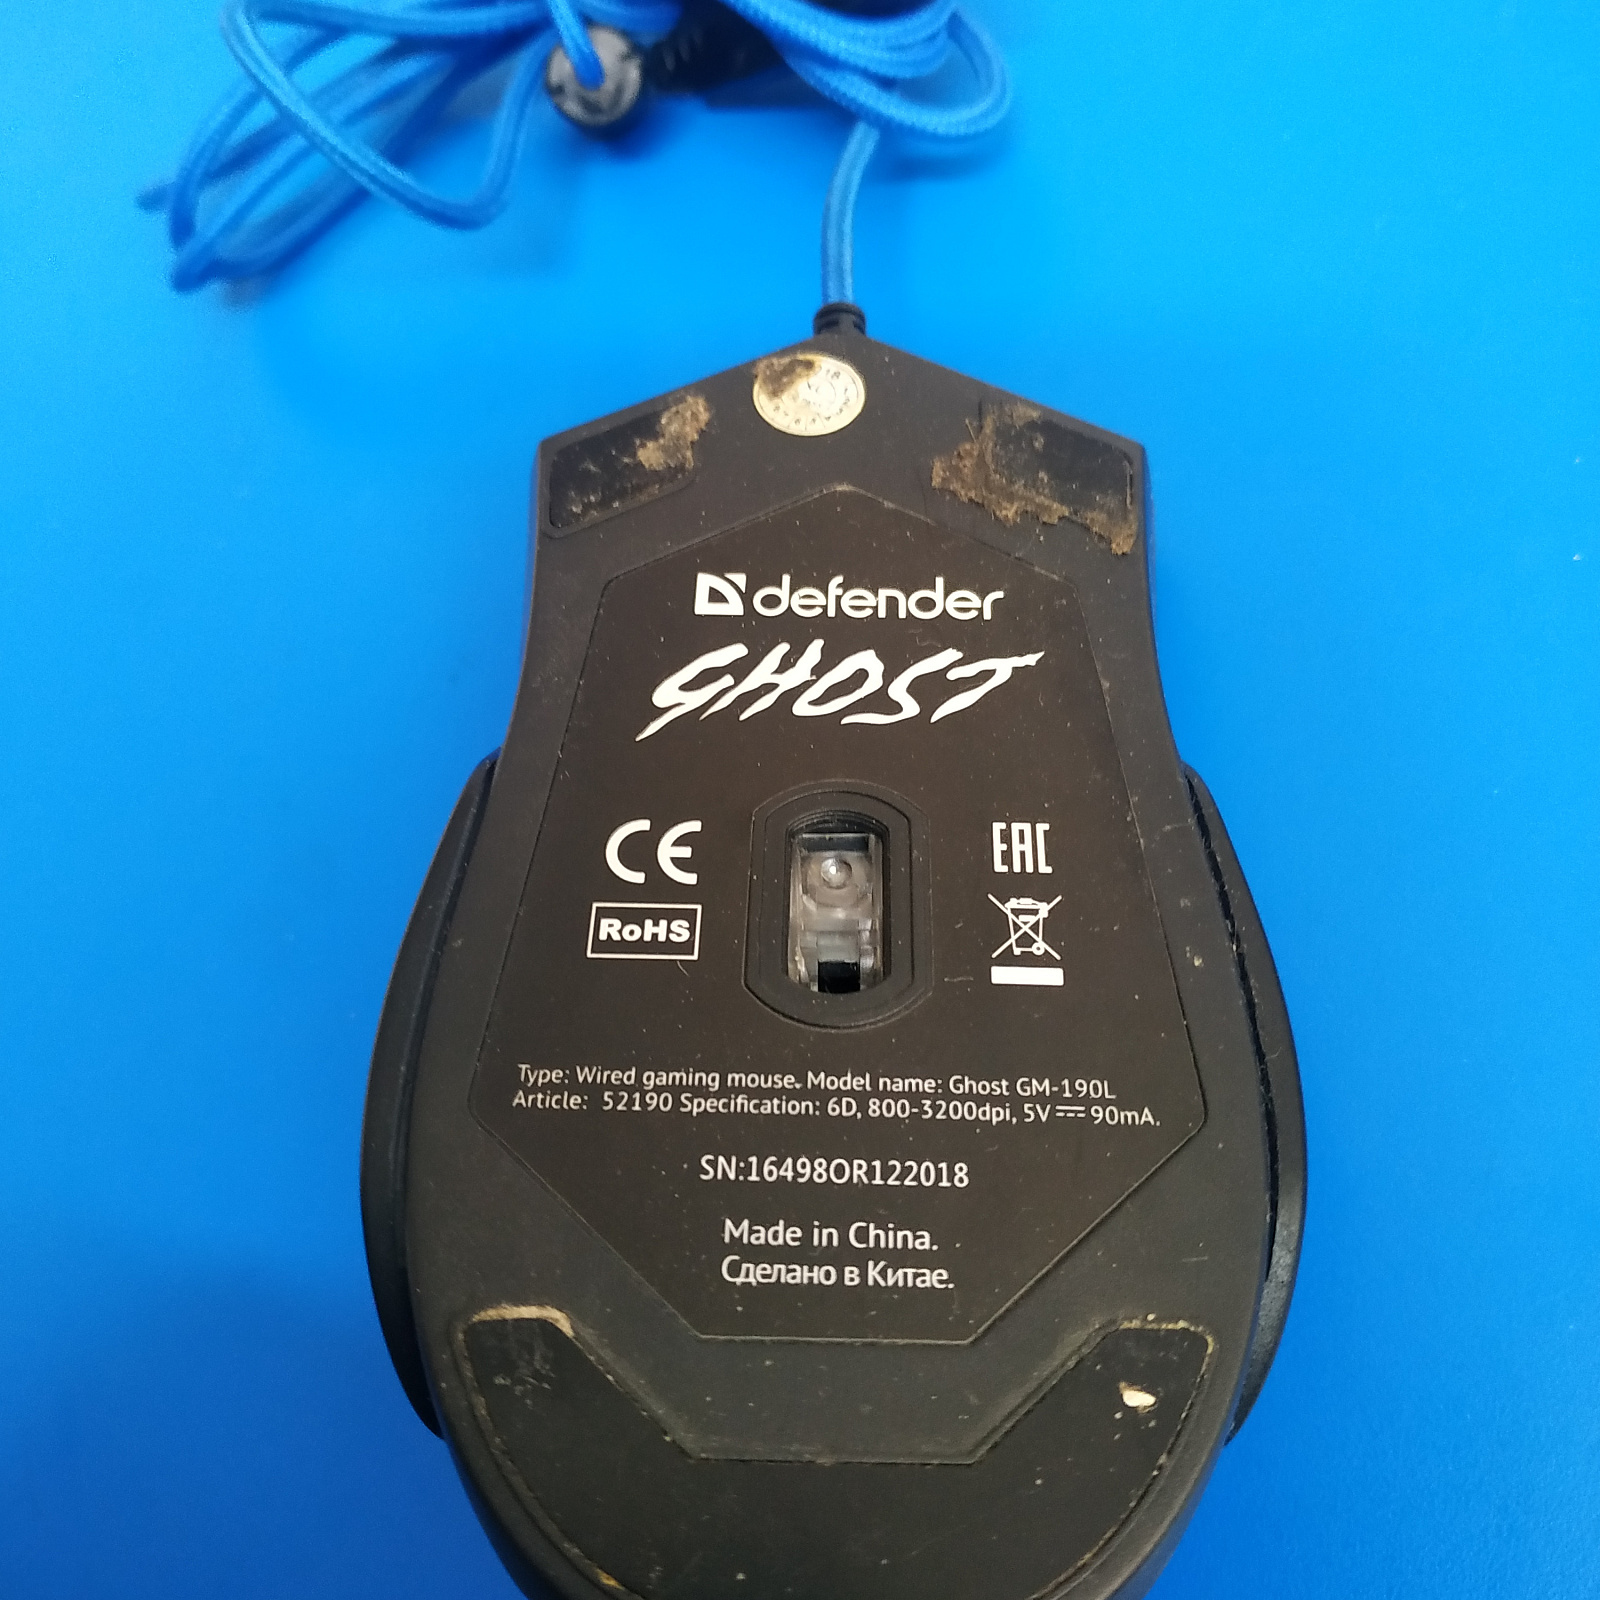 defender
GHOST
CE
EAC
RoHS
Type: Wired gaming mouse. Model name: Ghost GM-190L
Article: 52190 Specification: 6D, 800-3200dpi, 5V ⎓ 90mA.
SN:16498OR122018
Made in China.
Сделано в Китае.